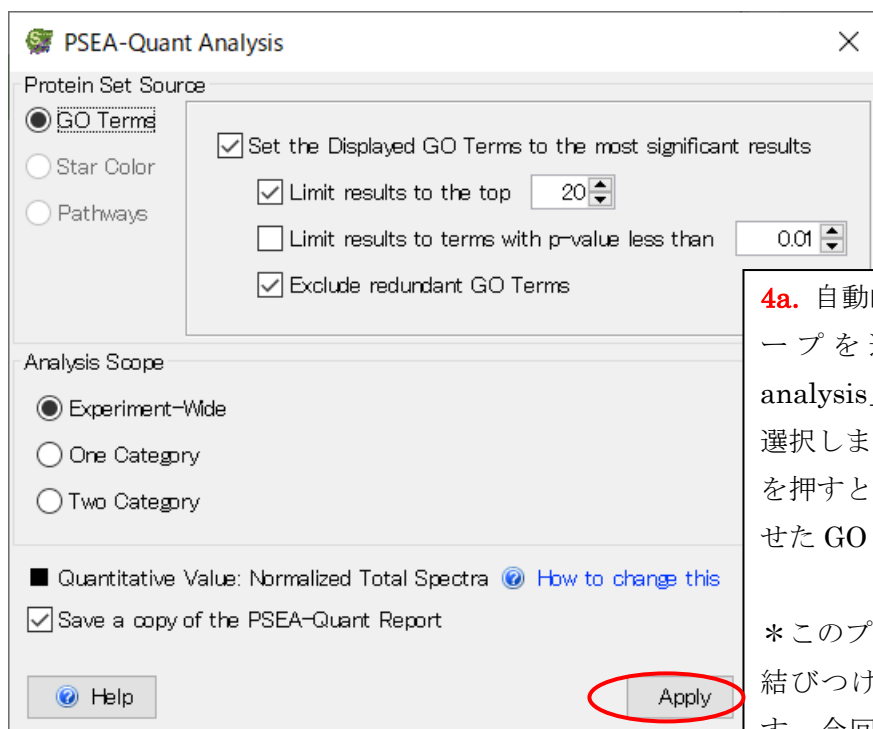 PSEA-Quant Analysis
Protein Set Source
GO Terms
Star Color
Pathways
Set the Displayed GO Terms to the most significant results
Limit results to the top 20
Limit results to terms with p-value less than 0.01
Exclude redundant GO Terms
Analysis Scope
Experiment-Wide
One Category
Two Category
Quantitative Value: Normalized Total Spectra How to change this
Save a copy of the PSEA-Quant Report
Help
Apply
4a. 自動
ープを
analysis
選択しま
を押すと
せた GO
＊このプ
結びつけ
す 今回